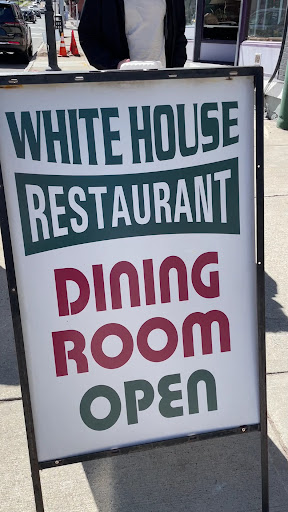 WHITE HOUSE
RESTAURANT
DINING
ROOM
OPEN